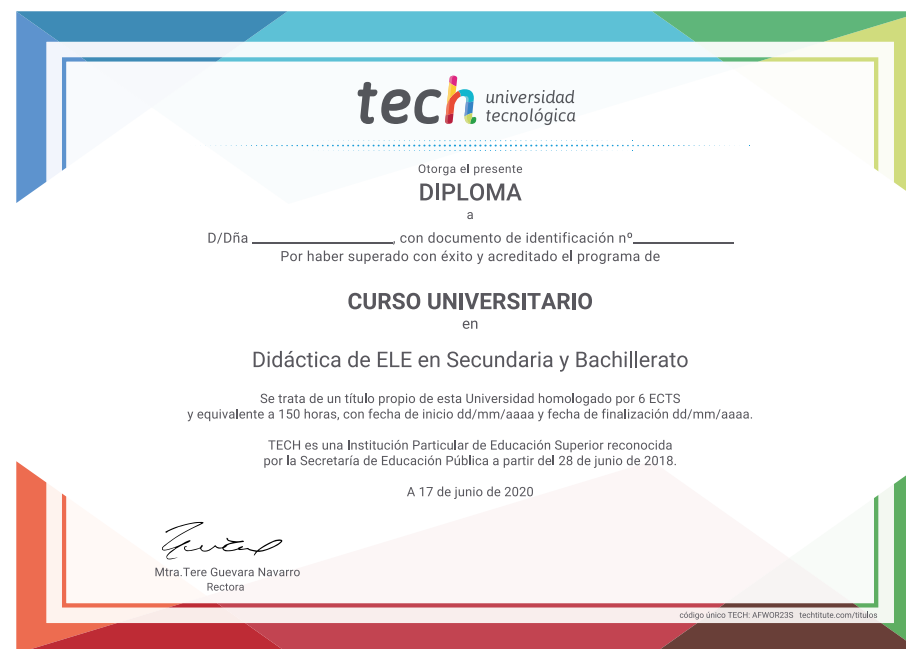 tech universidad
tecnológica
Otorga el presente
DIPLOMA
a
D/Dña ____________________, con documento de identificación nº______________
Por haber superado con éxito y acreditado el programa de
CURSO UNIVERSITARIO
en
Didáctica de ELE en Secundaria y Bachillerato
Se trata de un título propio de esta Universidad homologado por 6 ECTS
y equivalente a 150 horas, con fecha de inicio dd/mm/aaaa y fecha de finalización dd/mm/aaaa.
TECH es una Institución Particular de Educación Superior reconocida
por la Secretaría de Educación Pública a partir del 28 de junio de 2018.
A 17 de junio de 2020
Mtra.Tere Guevara Navarro
Rectora
código único TECH: AFWOR23S techtitute.com/titulos